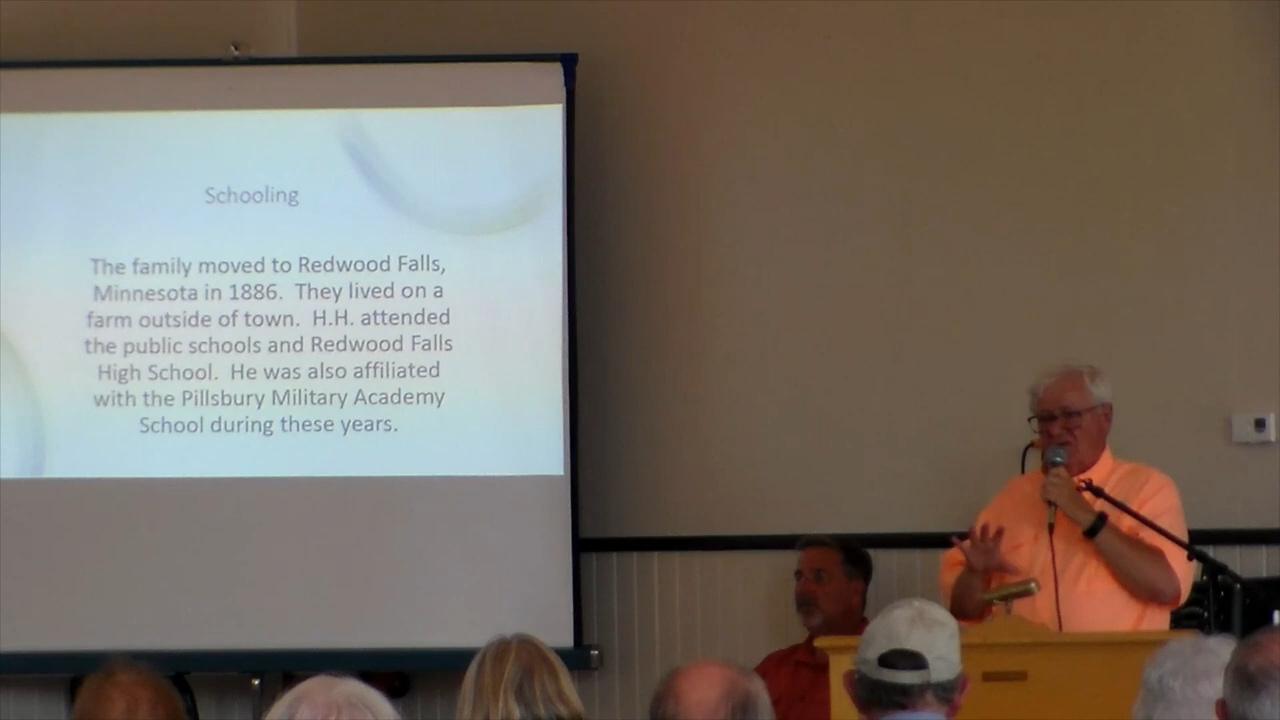 Schooling
The family moved to Redwood Falls,
Minnesota in 1886.  They lived on a
farm outside of town.  H.H. attended
the public schools and Redwood Falls
High School.  He was also affiliated
with the Pillsbury Military Academy
School during these years.